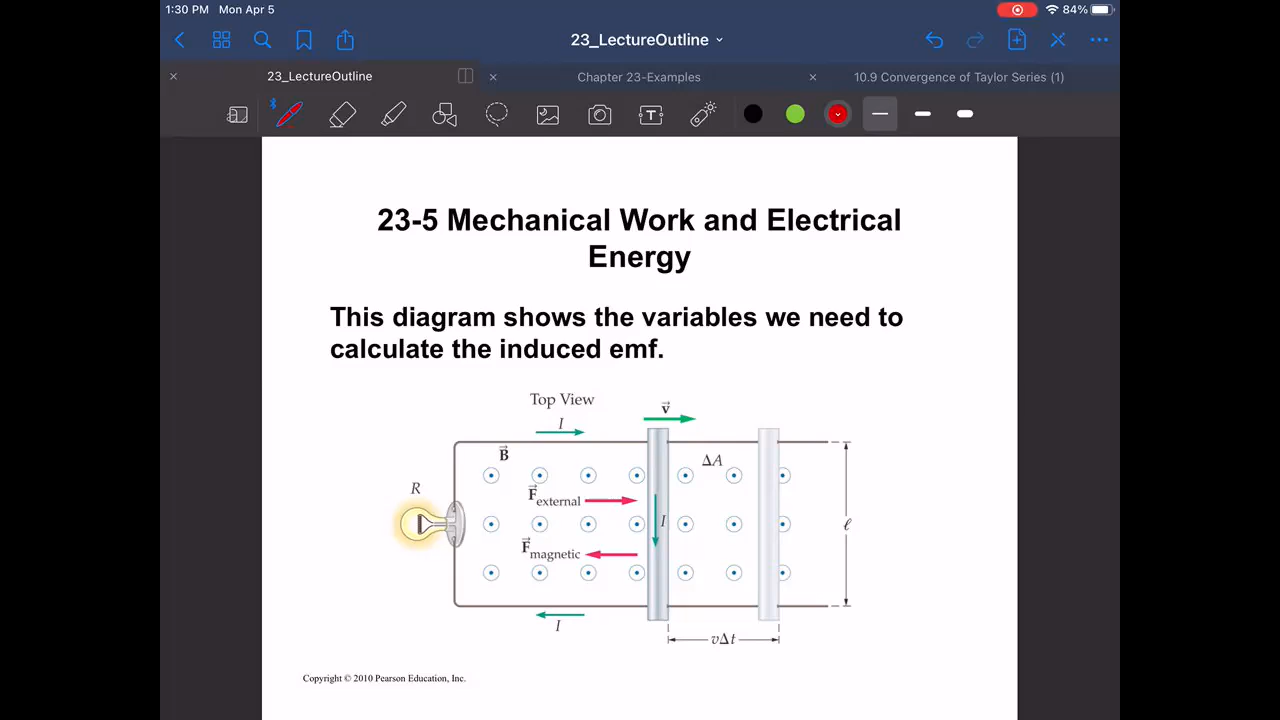 1:30 PM Mon Apr 5
84%
23_LectureOutline
23_LectureOutline
Chapter 23-Examples
10.9 Convergence of Taylor Series (1)
T
23-5 Mechanical Work and Electrical
Energy
This diagram shows the variables we need to
calculate the induced emf.
Top View
v⃗
I
B⃗
ΔA
R
F⃗external
I
ℓ
F⃗magnetic
I
vΔt
Copyright © 2010 Pearson Education, Inc.